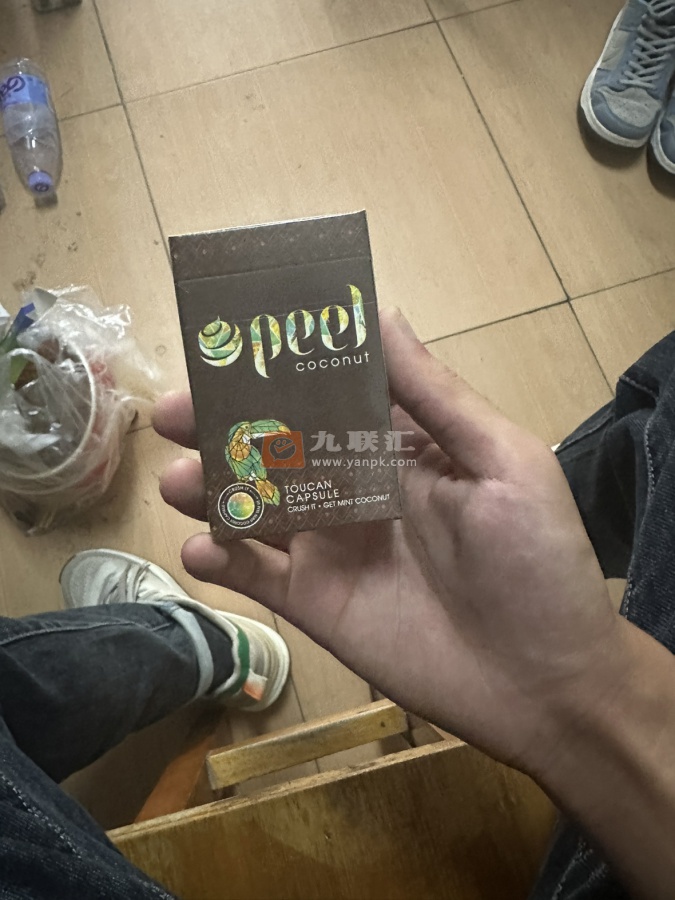 peel
coconut
九联汇
www.yanpk.com
TOUCAN
CAPSULE
CRUSH IT • GET MINT COCONUT